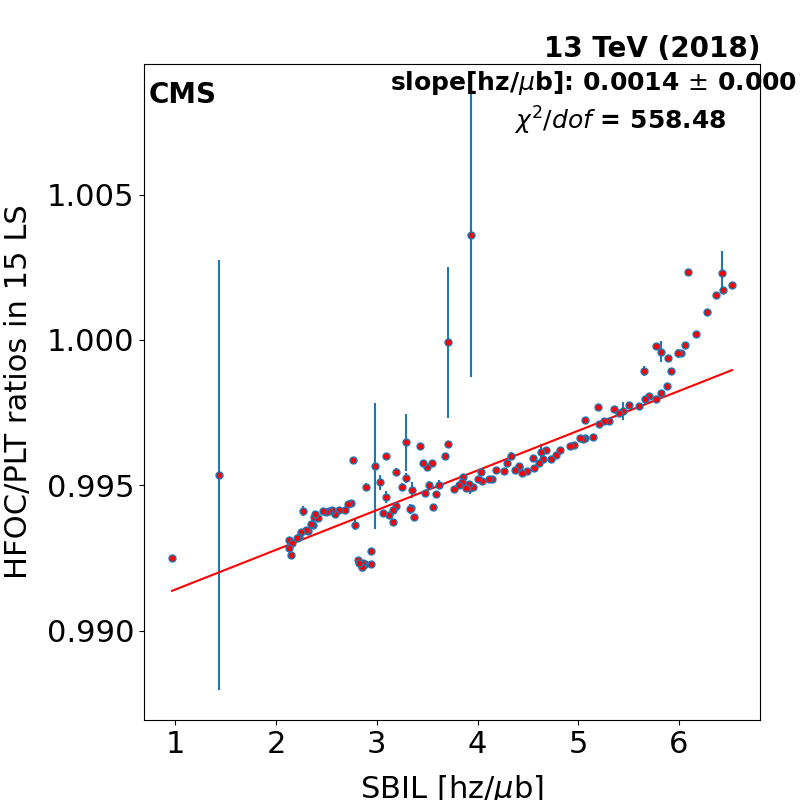 13 TeV (2018)
CMS
slope[hz/μb]: 0.0014 ± 0.000
χ²/dof = 558.48
HFOC/PLT ratios in 15 LS
1.005
1.000
0.995
0.990
1 2 3 4 5 6
SBIL [hz/μb]